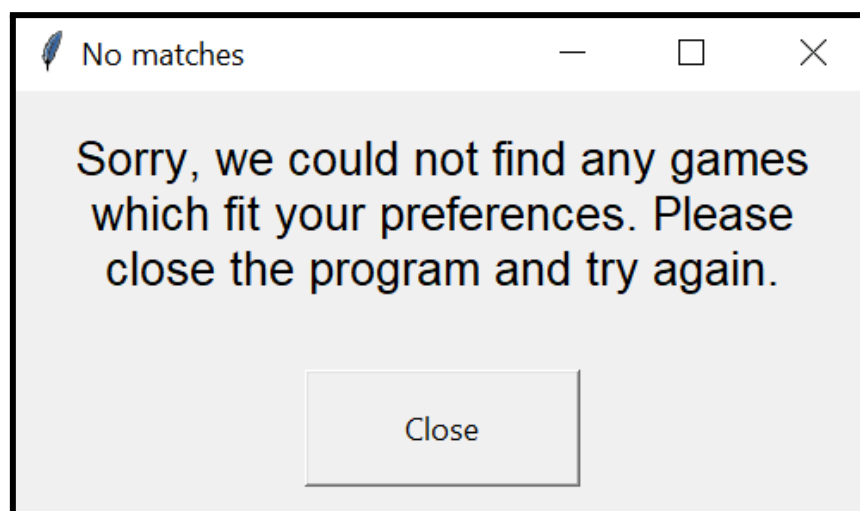 No matches
Sorry, we could not find any games
which fit your preferences. Please
close the program and try again.
Close